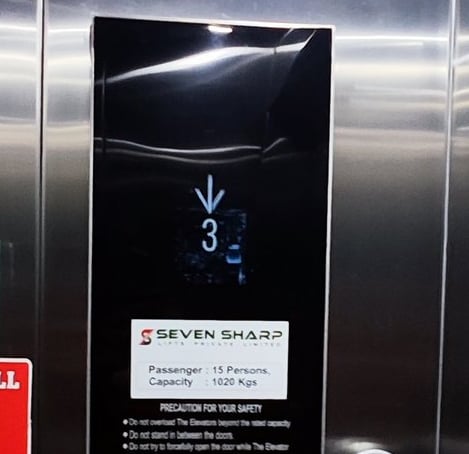 3
SEVEN SHARP
LIFTS PRIVATE LIMITED
Passenger : 15 Persons,
Capacity : 1020 Kgs
PRECAUTION FOR YOUR SAFETY
• Do not overload The Elevators beyond the rated capacity
• Do not stand in between the doors.
• Do not try to forcefully open the door while The Elevator
LL